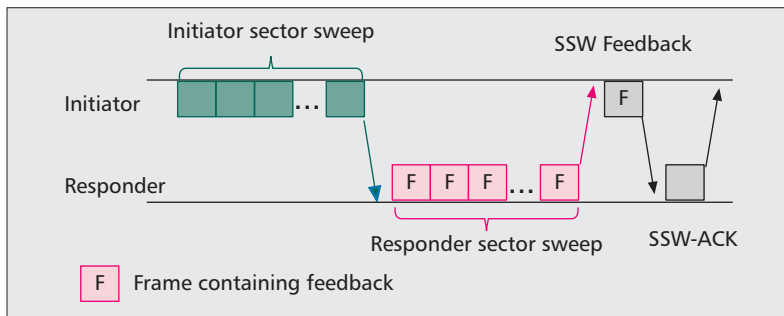 Initiator sector sweep
SSW Feedback
Initiator
...
F
Responder
F F F ... F
Responder sector sweep
SSW-ACK
F Frame containing feedback